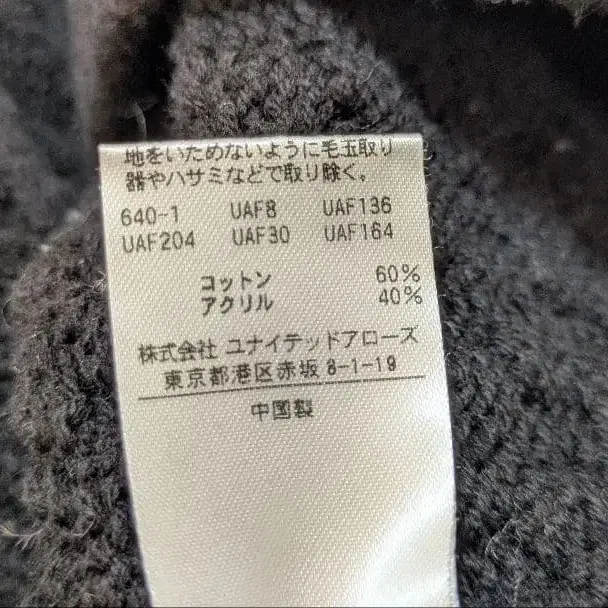 地をいためないように毛玉取り
器やハサミなどで取り除く。
640-1 UAF8 UAF136
UAF204 UAF30 UAF164
コットン 60%
アクリル 40%
株式会社 ユナイテッドアローズ
東京都港区赤坂 8-1-19
中国製